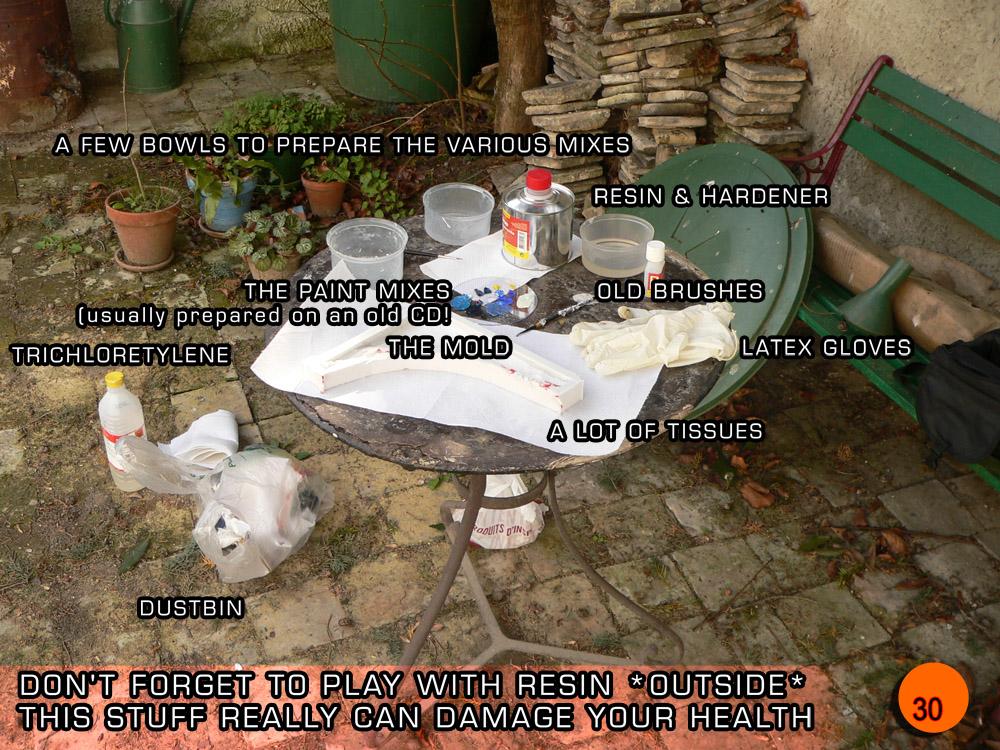 A FEW BOWLS TO PREPARE THE VARIOUS MIXES
RESIN & HARDENER
THE PAINT MIXES
(usually prepared on an old CD!
OLD BRUSHES
TRICHLORETYLENE
THE MOLD
LATEX GLOVES
A LOT OF TISSUES
DUSTBIN
DON'T FORGET TO PLAY WITH RESIN *OUTSIDE*
THIS STUFF REALLY CAN DAMAGE YOUR HEALTH
30